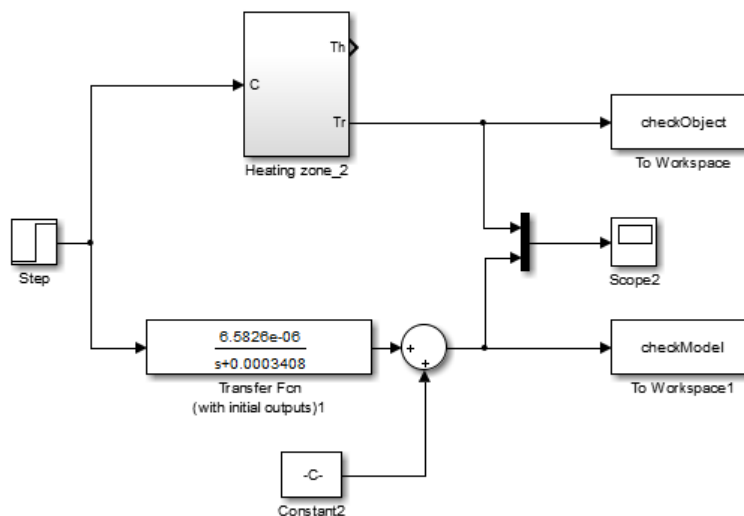 Th
C
Tr
Heating zone_2
checkObject
To Workspace
Step
Scope2
6.5826e-06
s+0.0003408
Transfer Fcn
(with initial outputs)1
+
+
checkModel
To Workspace1
-C-
Constant2